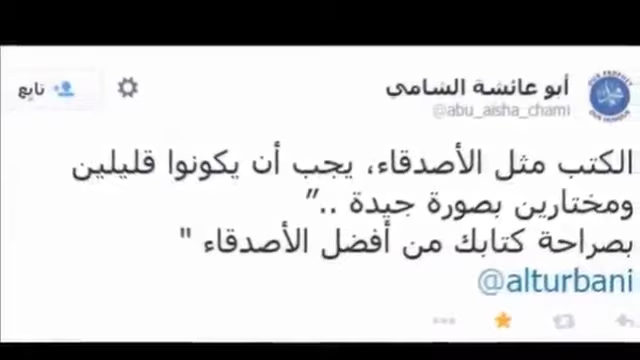 أبو عائشة الشامي
@abu_aisha_chami
تابع
الكتب مثل الأصدقاء، يجب أن يكونوا قليلين
ومختارين بصورة جيدة ..”
بصراحة كتابك من أفضل الأصدقاء "
@alturbani